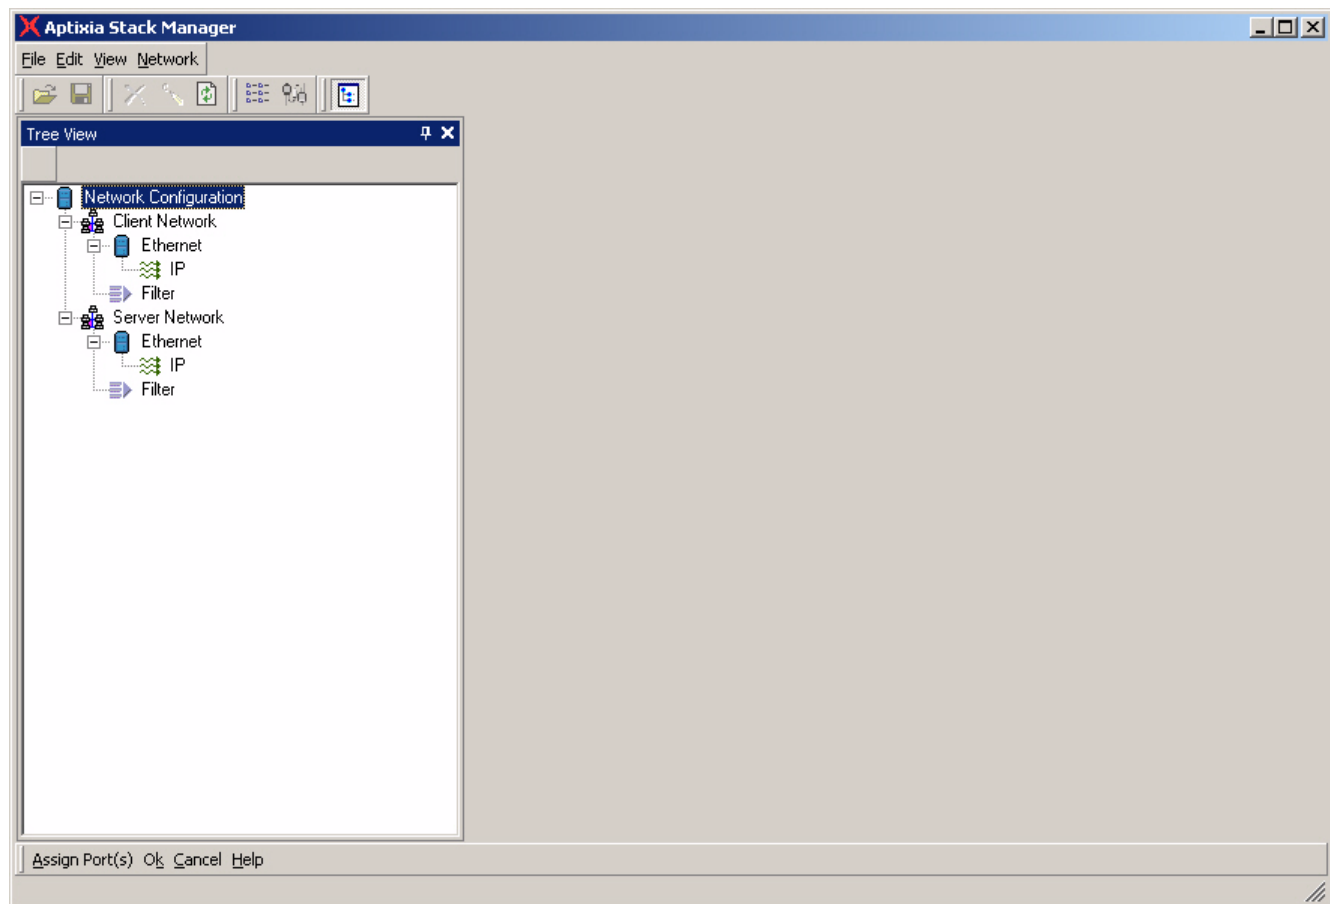 Aptixia Stack Manager
File Edit View Network
Tree View
Network Configuration
Client Network
Ethernet
IP
Filter
Server Network
Ethernet
IP
Filter
Assign Port(s) Ok Cancel Help